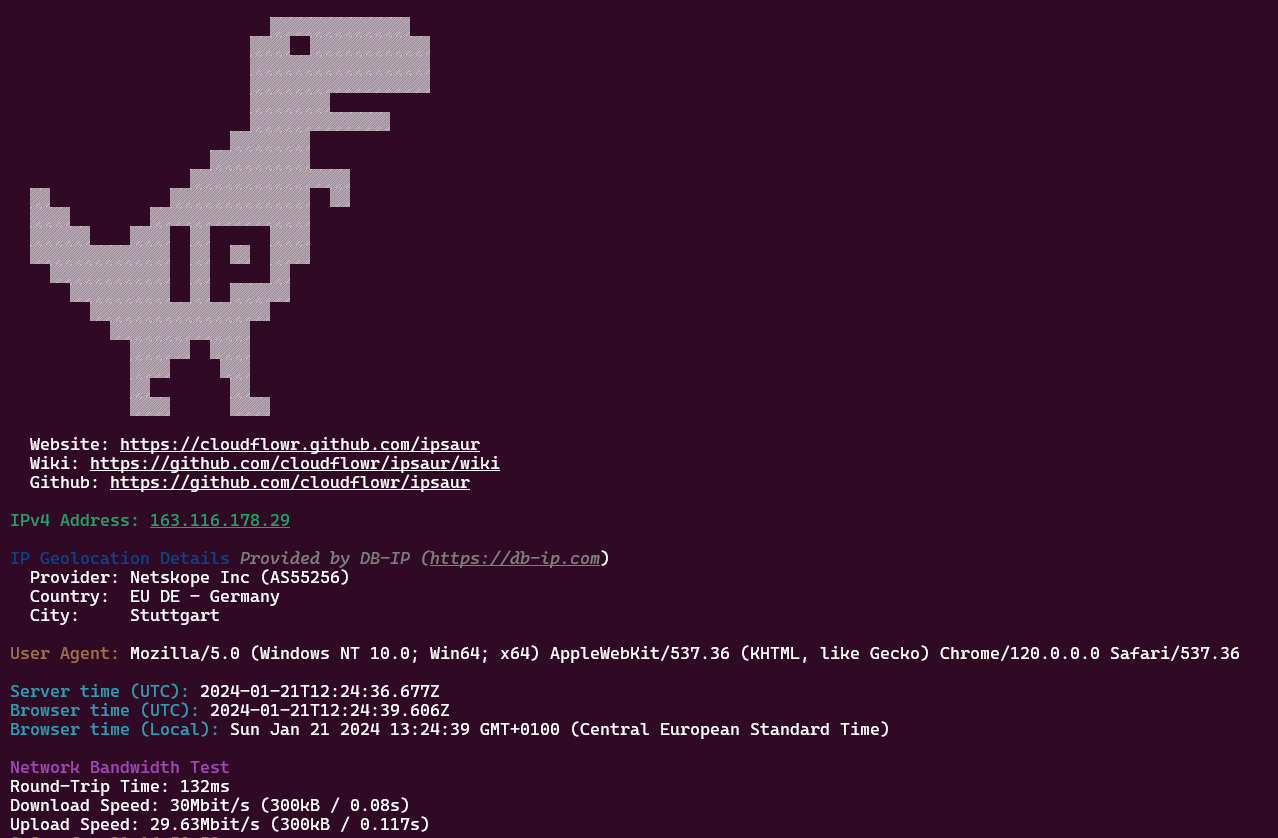 IP
Website: https://cloudflowr.github.com/ipsaur
Wiki: https://github.com/cloudflowr/ipsaur/wiki
Github: https://github.com/cloudflowr/ipsaur
IPv4 Address: 163.116.178.29
IP Geolocation Details Provided by DB-IP (https://db-ip.com)
Provider: Netskope Inc (AS55256)
Country: EU DE - Germany
City: Stuttgart
User Agent: Mozilla/5.0 (Windows NT 10.0; Win64; x64) AppleWebKit/537.36 (KHTML, like Gecko) Chrome/120.0.0.0 Safari/537.36
Server time (UTC): 2024-01-21T12:24:36.677Z
Browser time (UTC): 2024-01-21T12:24:39.606Z
Browser time (Local): Sun Jan 21 2024 13:24:39 GMT+0100 (Central European Standard Time)
Network Bandwidth Test
Round-Trip Time: 132ms
Download Speed: 30Mbit/s (300kB / 0.08s)
Upload Speed: 29.63Mbit/s (300kB / 0.117s)